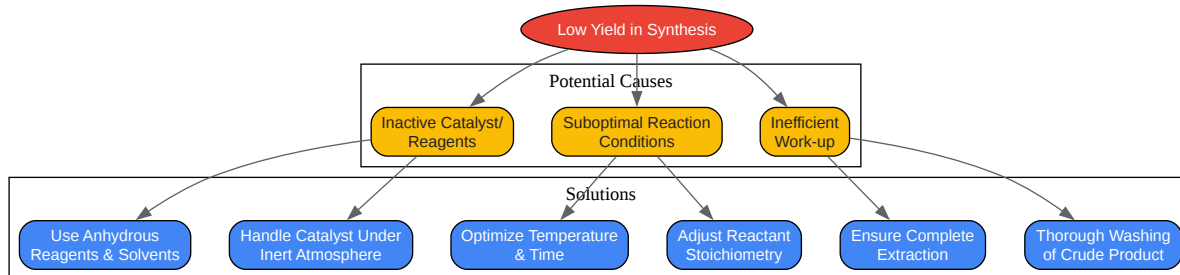 Low Yield in Synthesis
Potential Causes
Inactive Catalyst/
Reagents
Suboptimal Reaction
Conditions
Inefficient
Work-up
Solutions
Use Anhydrous
Reagents & Solvents
Handle Catalyst Under
Inert Atmosphere
Optimize Temperature
& Time
Adjust Reactant
Stoichiometry
Ensure Complete
Extraction
Thorough Washing
of Crude Product